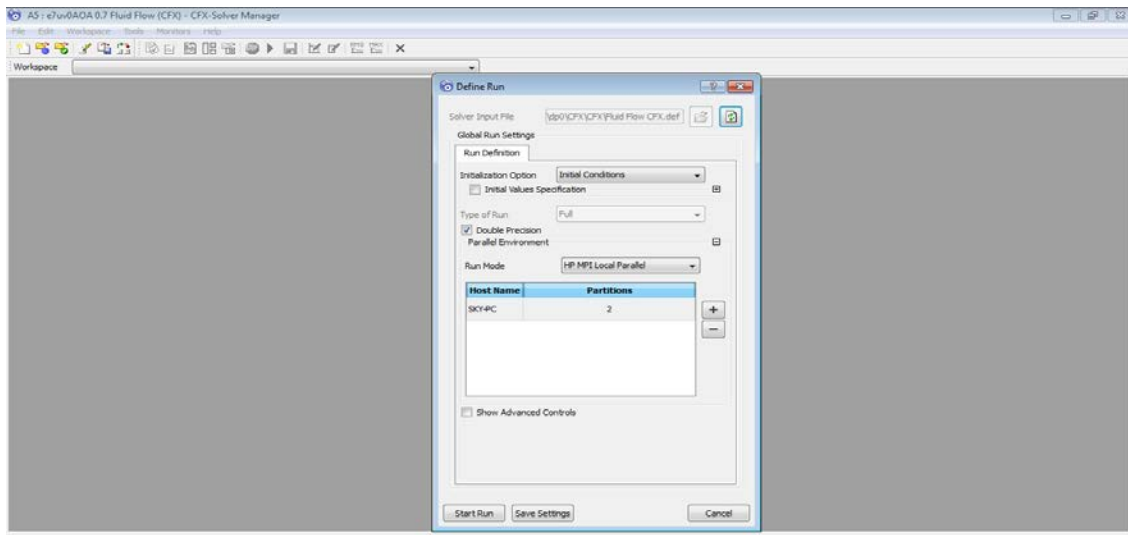 A5 : e7uv0AOA 0.7 Fluid Flow (CFX) - CFX-Solver Manager
File Edit Workspace Tools Monitors Help
Workspace
Define Run
Solver Input File \dp0\CFX\CFX\Fluid Flow CFX.def
Global Run Settings
Run Definition
Initialization Option Initial Conditions
Initial Values Specification
Type of Run Full
Double Precision
Parallel Environment
Run Mode HP MPI Local Parallel
Host Name Partitions
SKY-PC 2
Show Advanced Controls
Start Run Save Settings Cancel